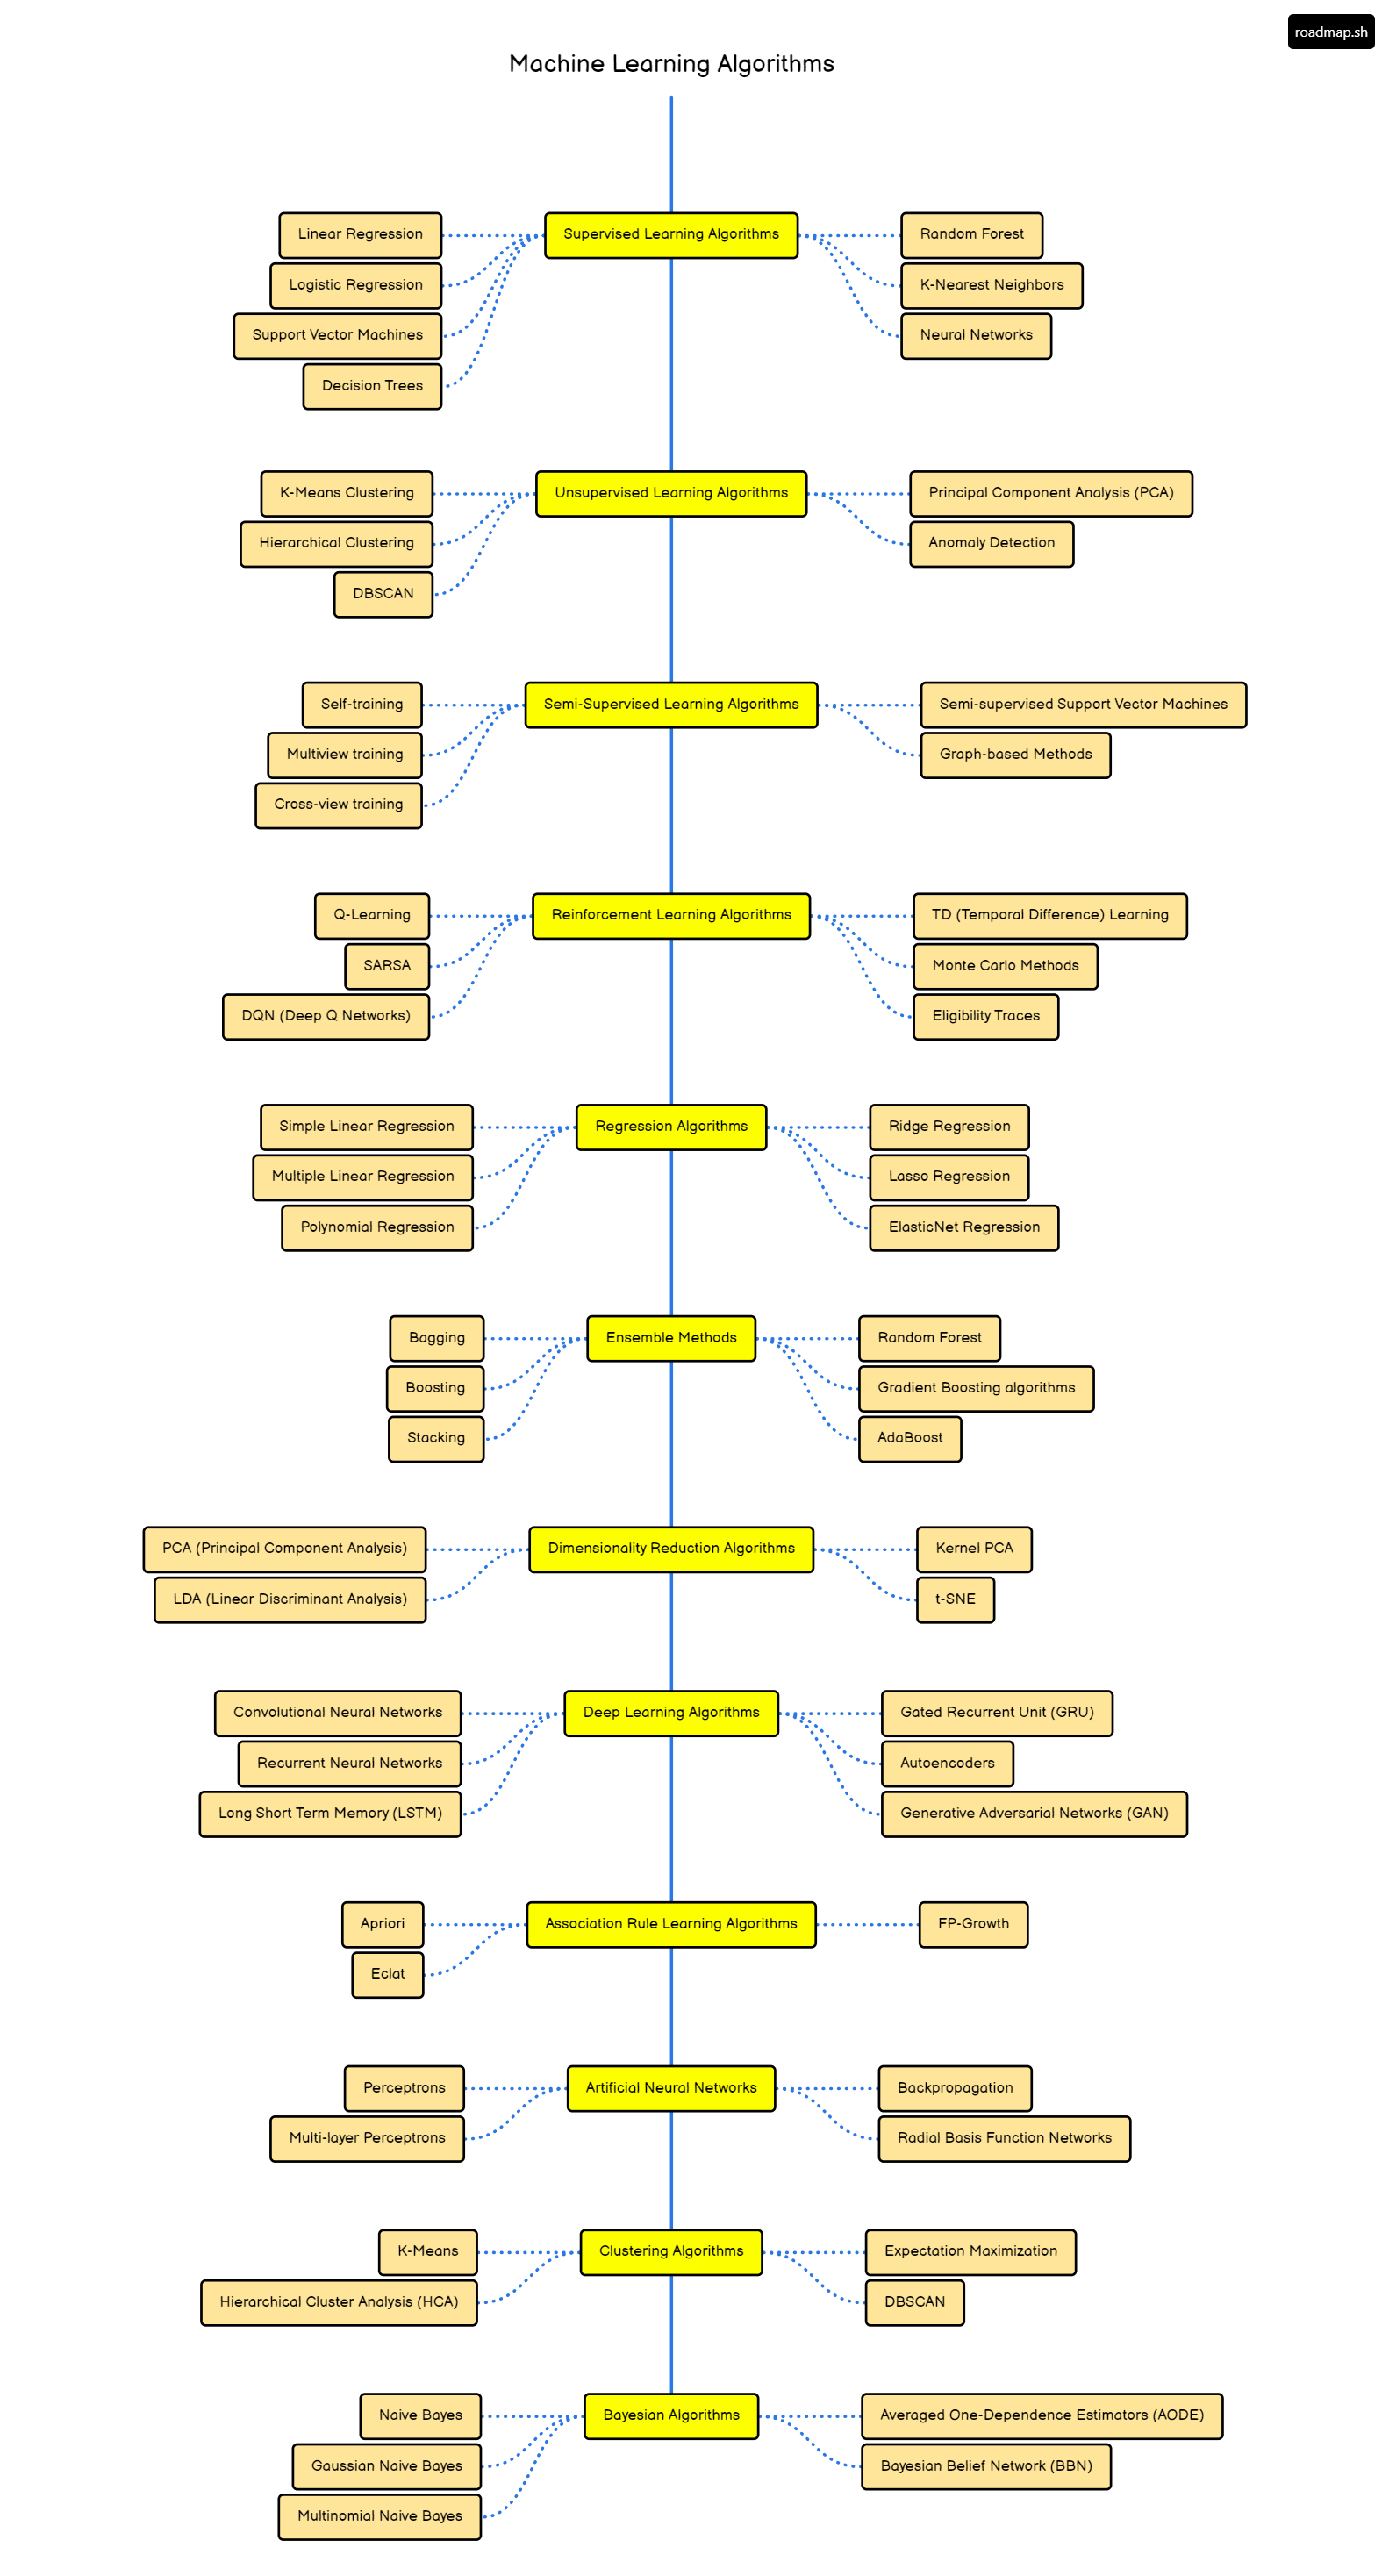 roadmap.sh
Machine Learning Algorithms
Linear Regression
Supervised Learning Algorithms
Random Forest
Logistic Regression
K-Nearest Neighbors
Support Vector Machines
Neural Networks
Decision Trees
K-Means Clustering
Unsupervised Learning Algorithms
Principal Component Analysis (PCA)
Hierarchical Clustering
Anomaly Detection
DBSCAN
Self-training
Semi-Supervised Learning Algorithms
Semi-supervised Support Vector Machines
Multiview training
Graph-based Methods
Cross-view training
Q-Learning
Reinforcement Learning Algorithms
TD (Temporal Difference) Learning
SARSA
Monte Carlo Methods
DQN (Deep Q Networks)
Eligibility Traces
Simple Linear Regression
Regression Algorithms
Ridge Regression
Multiple Linear Regression
Lasso Regression
Polynomial Regression
ElasticNet Regression
Bagging
Ensemble Methods
Random Forest
Boosting
Gradient Boosting algorithms
Stacking
AdaBoost
PCA (Principal Component Analysis)
Dimensionality Reduction Algorithms
Kernel PCA
LDA (Linear Discriminant Analysis)
t-SNE
Convolutional Neural Networks
Deep Learning Algorithms
Gated Recurrent Unit (GRU)
Recurrent Neural Networks
Autoencoders
Long Short Term Memory (LSTM)
Generative Adversarial Networks (GAN)
Apriori
Association Rule Learning Algorithms
FP-Growth
Eclat
Perceptrons
Artificial Neural Networks
Backpropagation
Multi-layer Perceptrons
Radial Basis Function Networks
K-Means
Clustering Algorithms
Expectation Maximization
Hierarchical Cluster Analysis (HCA)
DBSCAN
Naive Bayes
Bayesian Algorithms
Averaged One-Dependence Estimators (AODE)
Gaussian Naive Bayes
Bayesian Belief Network (BBN)
Multinomial Naive Bayes